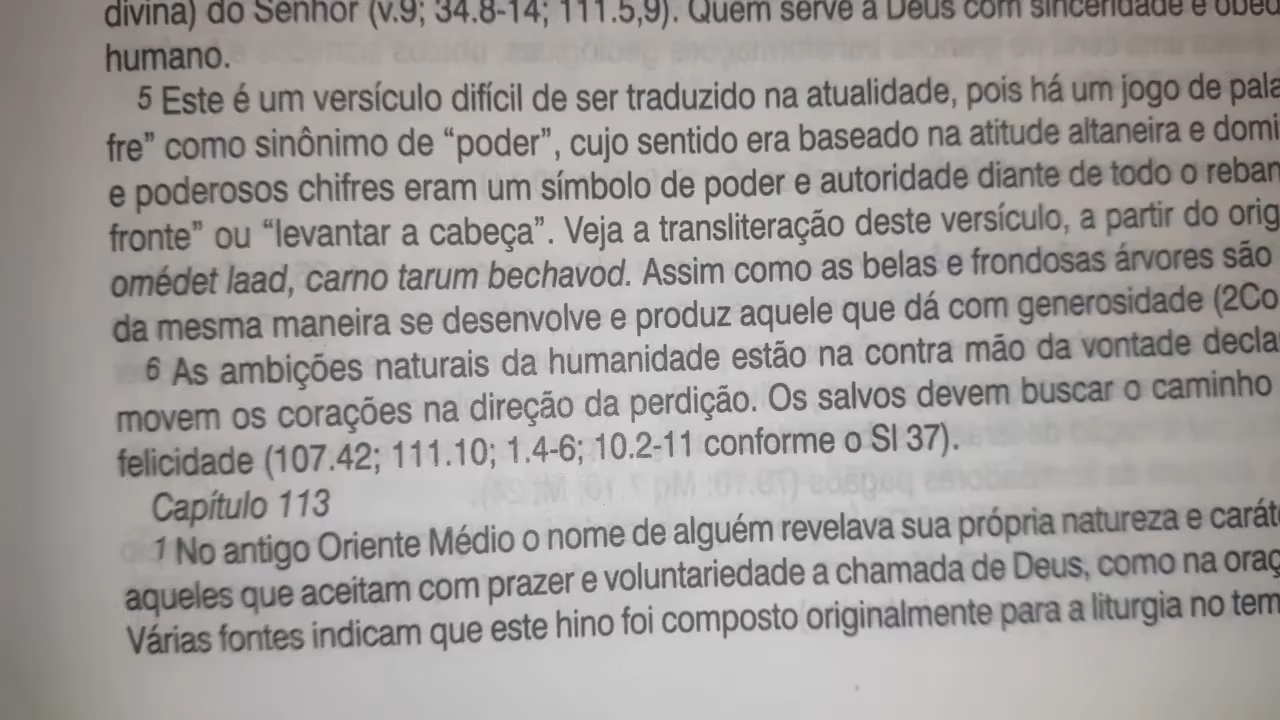 divina) do Senhor (v.9; 34.8-14; 111.5,9). Quem serve a Deus com sinceridade e
humano.
5 Este é um versículo difícil de ser traduzido na atualidade, pois há um jogo de
fre” como sinônimo de “poder”, cujo sentido era baseado na atitude altaneira e
e poderosos chifres eram um símbolo de poder e autoridade diante de todo o
fronte” ou “levantar a cabeça”. Veja a transliteração deste versículo, a partir do
omédet laad, carno tarum bechavod. Assim como as belas e frondosas árvores são
da mesma maneira se desenvolve e produz aquele que dá com generosidade (2Co
6 As ambições naturais da humanidade estão na contra mão da vontade
movem os corações na direção da perdição. Os salvos devem buscar o caminho
felicidade (107.42; 111.10; 1.4-6; 10.2-11 conforme o Sl 37).
Capítulo 113
1 No antigo Oriente Médio o nome de alguém revelava sua própria natureza e
aqueles que aceitam com prazer e voluntariedade a chamada de Deus, como na
Várias fontes indicam que este hino foi composto originalmente para a liturgia no